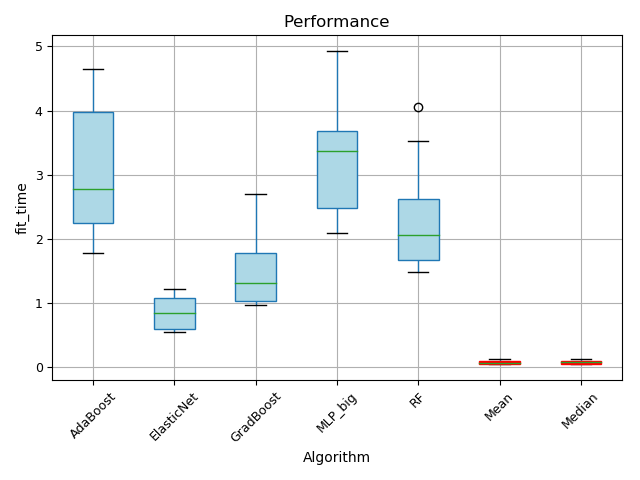 Performance
5
4
3
2
1
0
fit_time
AdaBoost
ElasticNet
GradBoost
MLP_big
RF
Mean
Median
Algorithm